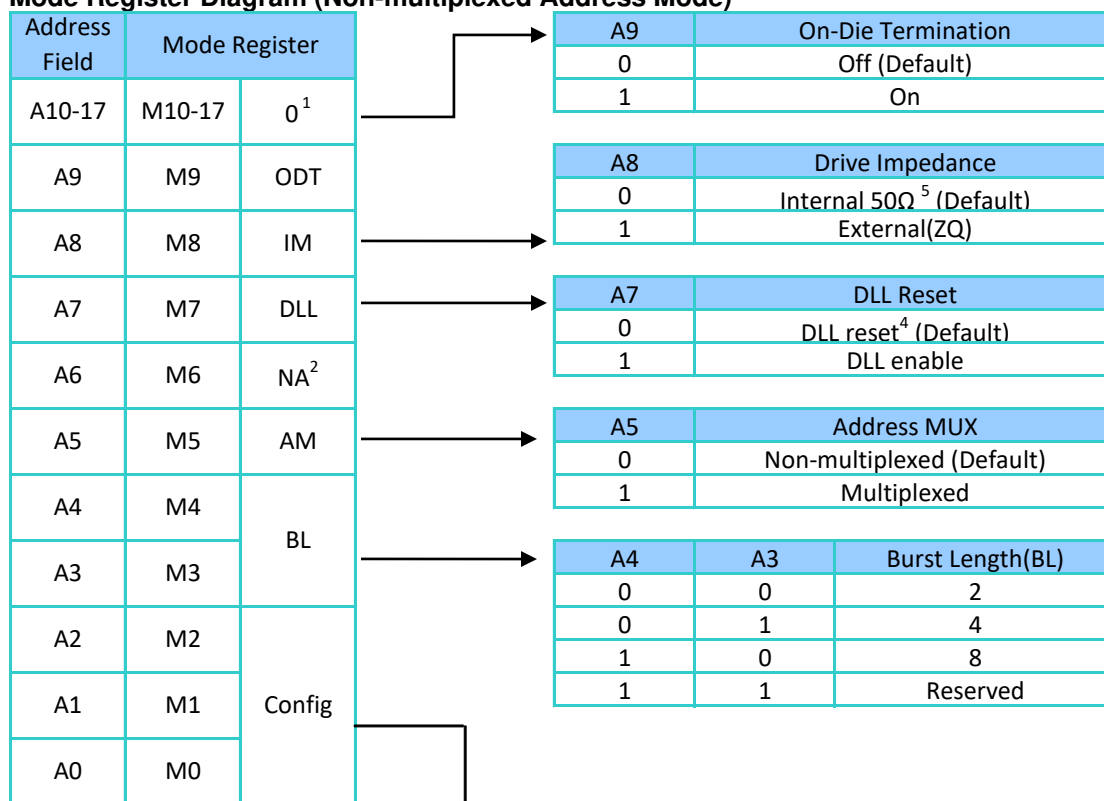 Mode Register Diagram (Non-multiplexed Address Mode)
Address Field Mode Register
A10-17 M10-17 0¹
A9 M9 ODT
A8 M8 IM
A7 M7 DLL
A6 M6 NA²
A5 M5 AM
A4 M4 BL
A3 M3
A2 M2 Config
A1 M1
A0 M0
A9 On-Die Termination
0 Off (Default)
1 On
A8 Drive Impedance
0 Internal 50Ω ⁵ (Default)
1 External(ZQ)
A7 DLL Reset
0 DLL reset⁴ (Default)
1 DLL enable
A5 Address MUX
0 Non-multiplexed (Default)
1 Multiplexed
A4 A3 Burst Length(BL)
0 0 2
0 1 4
1 0 8
1 1 Reserved